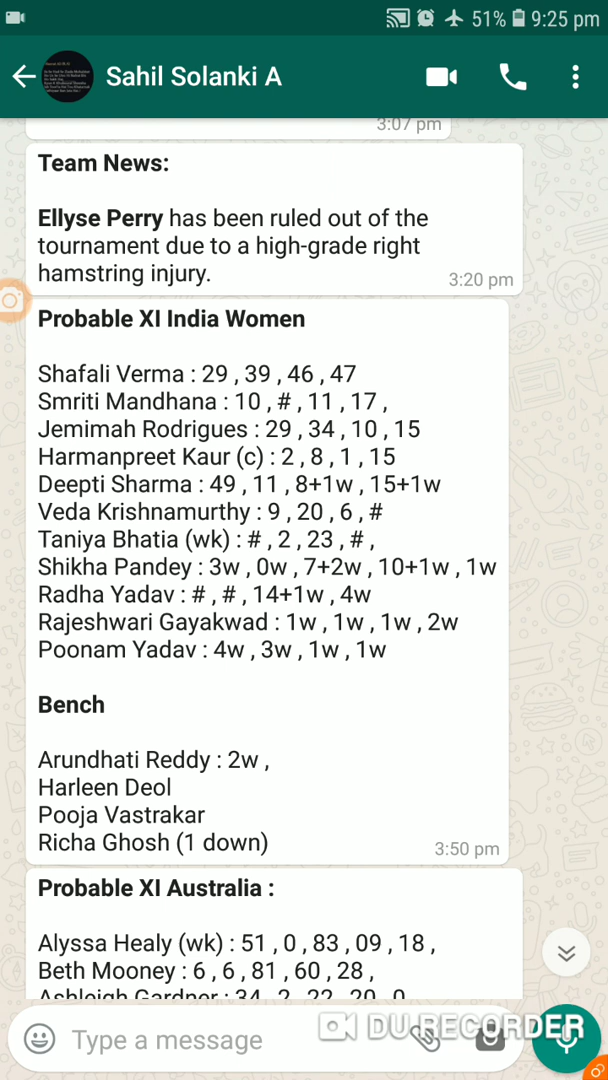 51% 9:25 pm
Sahil Solanki A
3:07 pm
Team News:
Ellyse Perry has been ruled out of the
tournament due to a high-grade right
hamstring injury.
3:20 pm
Probable XI India Women
Shafali Verma : 29 , 39 , 46 , 47
Smriti Mandhana : 10 , # , 11 , 17 ,
Jemimah Rodrigues : 29 , 34 , 10 , 15
Harmanpreet Kaur (c) : 2 , 8 , 1 , 15
Deepti Sharma : 49 , 11 , 8+1w , 15+1w
Veda Krishnamurthy : 9 , 20 , 6 , #
Taniya Bhatia (wk) : # , 2 , 23 , # ,
Shikha Pandey : 3w , 0w , 7+2w , 10+1w , 1w
Radha Yadav : # , # , 14+1w , 4w
Rajeshwari Gayakwad : 1w , 1w , 1w , 2w
Poonam Yadav : 4w , 3w , 1w , 1w
Bench
Arundhati Reddy : 2w ,
Harleen Deol
Pooja Vastrakar
Richa Ghosh (1 down)
3:50 pm
Probable XI Australia :
Alyssa Healy (wk) : 51 , 0 , 83 , 09 , 18 ,
Beth Mooney : 6 , 6 , 81 , 60 , 28 ,
Ashleigh Gardner : 34 , 2 , 22 , 20 , 0
Type a message
DU RECORDER